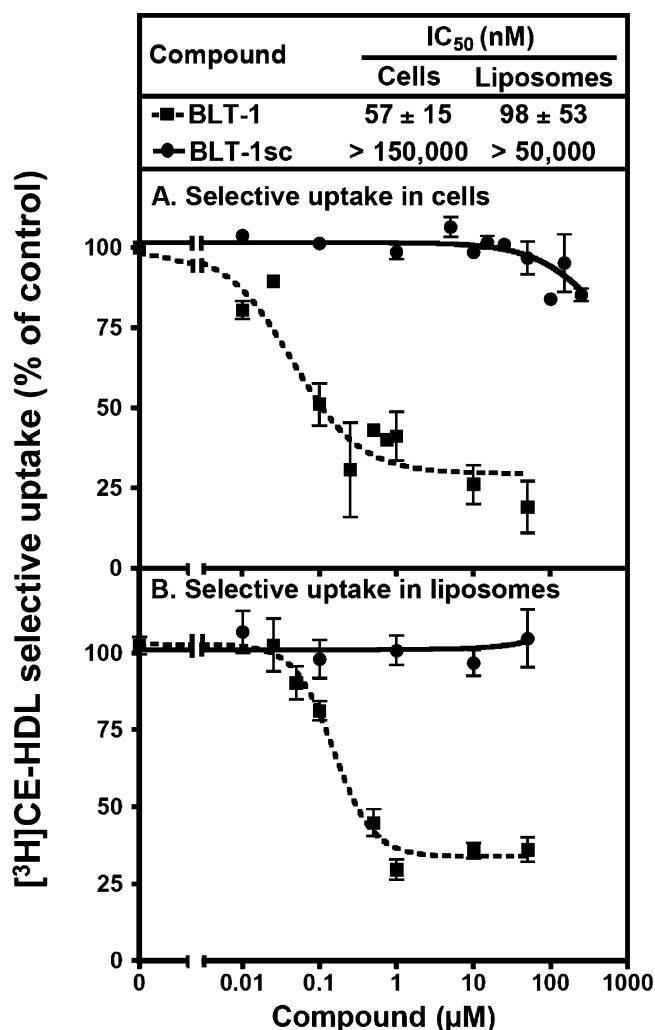 Compound IC50 (nM)
Cells Liposomes
BLT-1 57 ± 15 98 ± 53
BLT-1sc > 150,000 > 50,000
[³H]CE-HDL selective uptake (% of control)
A. Selective uptake in cells
100
75
50
25
0
B. Selective uptake in liposomes
100
75
50
25
0
0 0.01 0.1 1 10 100 1000
Compound (µM)